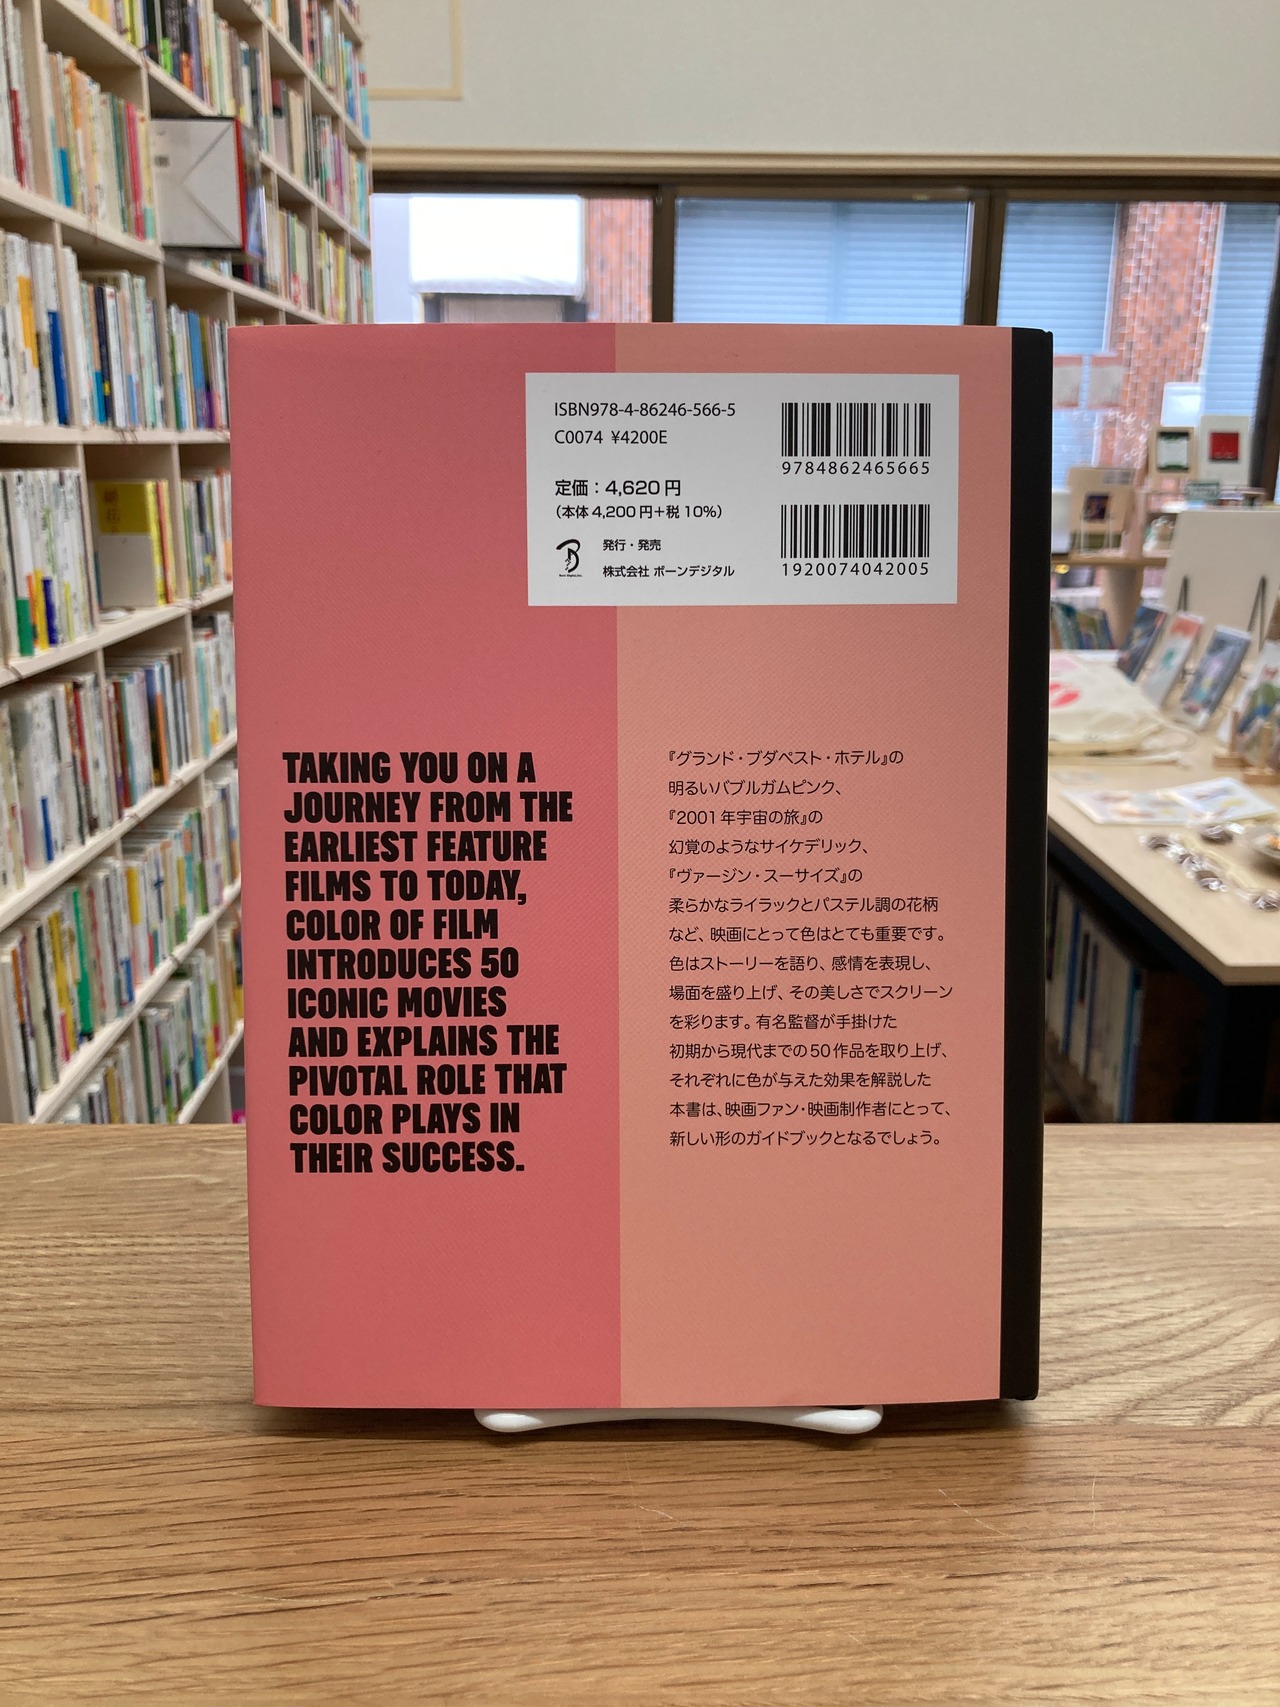 ISBN978-4-86246-566-5
C0074 ¥4200E
9784862465665
定価:4,620円
(本体4,200円+税10%)
発行・発売
株式会社 ボーンデジタル
1920074042005
TAKING YOU ON A
JOURNEY FROM THE
EARLIEST FEATURE
FILMS TO TODAY,
COLOR OF FILM
INTRODUCES 50
ICONIC MOVIES
AND EXPLAINS THE
PIVOTAL ROLE THAT
COLOR PLAYS IN
THEIR SUCCESS.
『グランド・ブダペスト・ホテル』の
明るいバブルガムピンク、
『2001年宇宙の旅』の
幻覚のようなサイケデリック、
『ヴァージン・スーサイズ』の
柔らかなライラックとパステル調の花柄
など、映画にとって色はとても重要です。
色はストーリーを語り、感情を表現し、
場面を盛り上げ、その美しさでスクリーン
を彩ります。有名監督が手掛けた
初期から現代までの50作品を取り上げ、
それぞれに色が与えた効果を解説した
本書は、映画ファン・映画制作者にとって、
新しい形のガイドブックとなるでしょう。